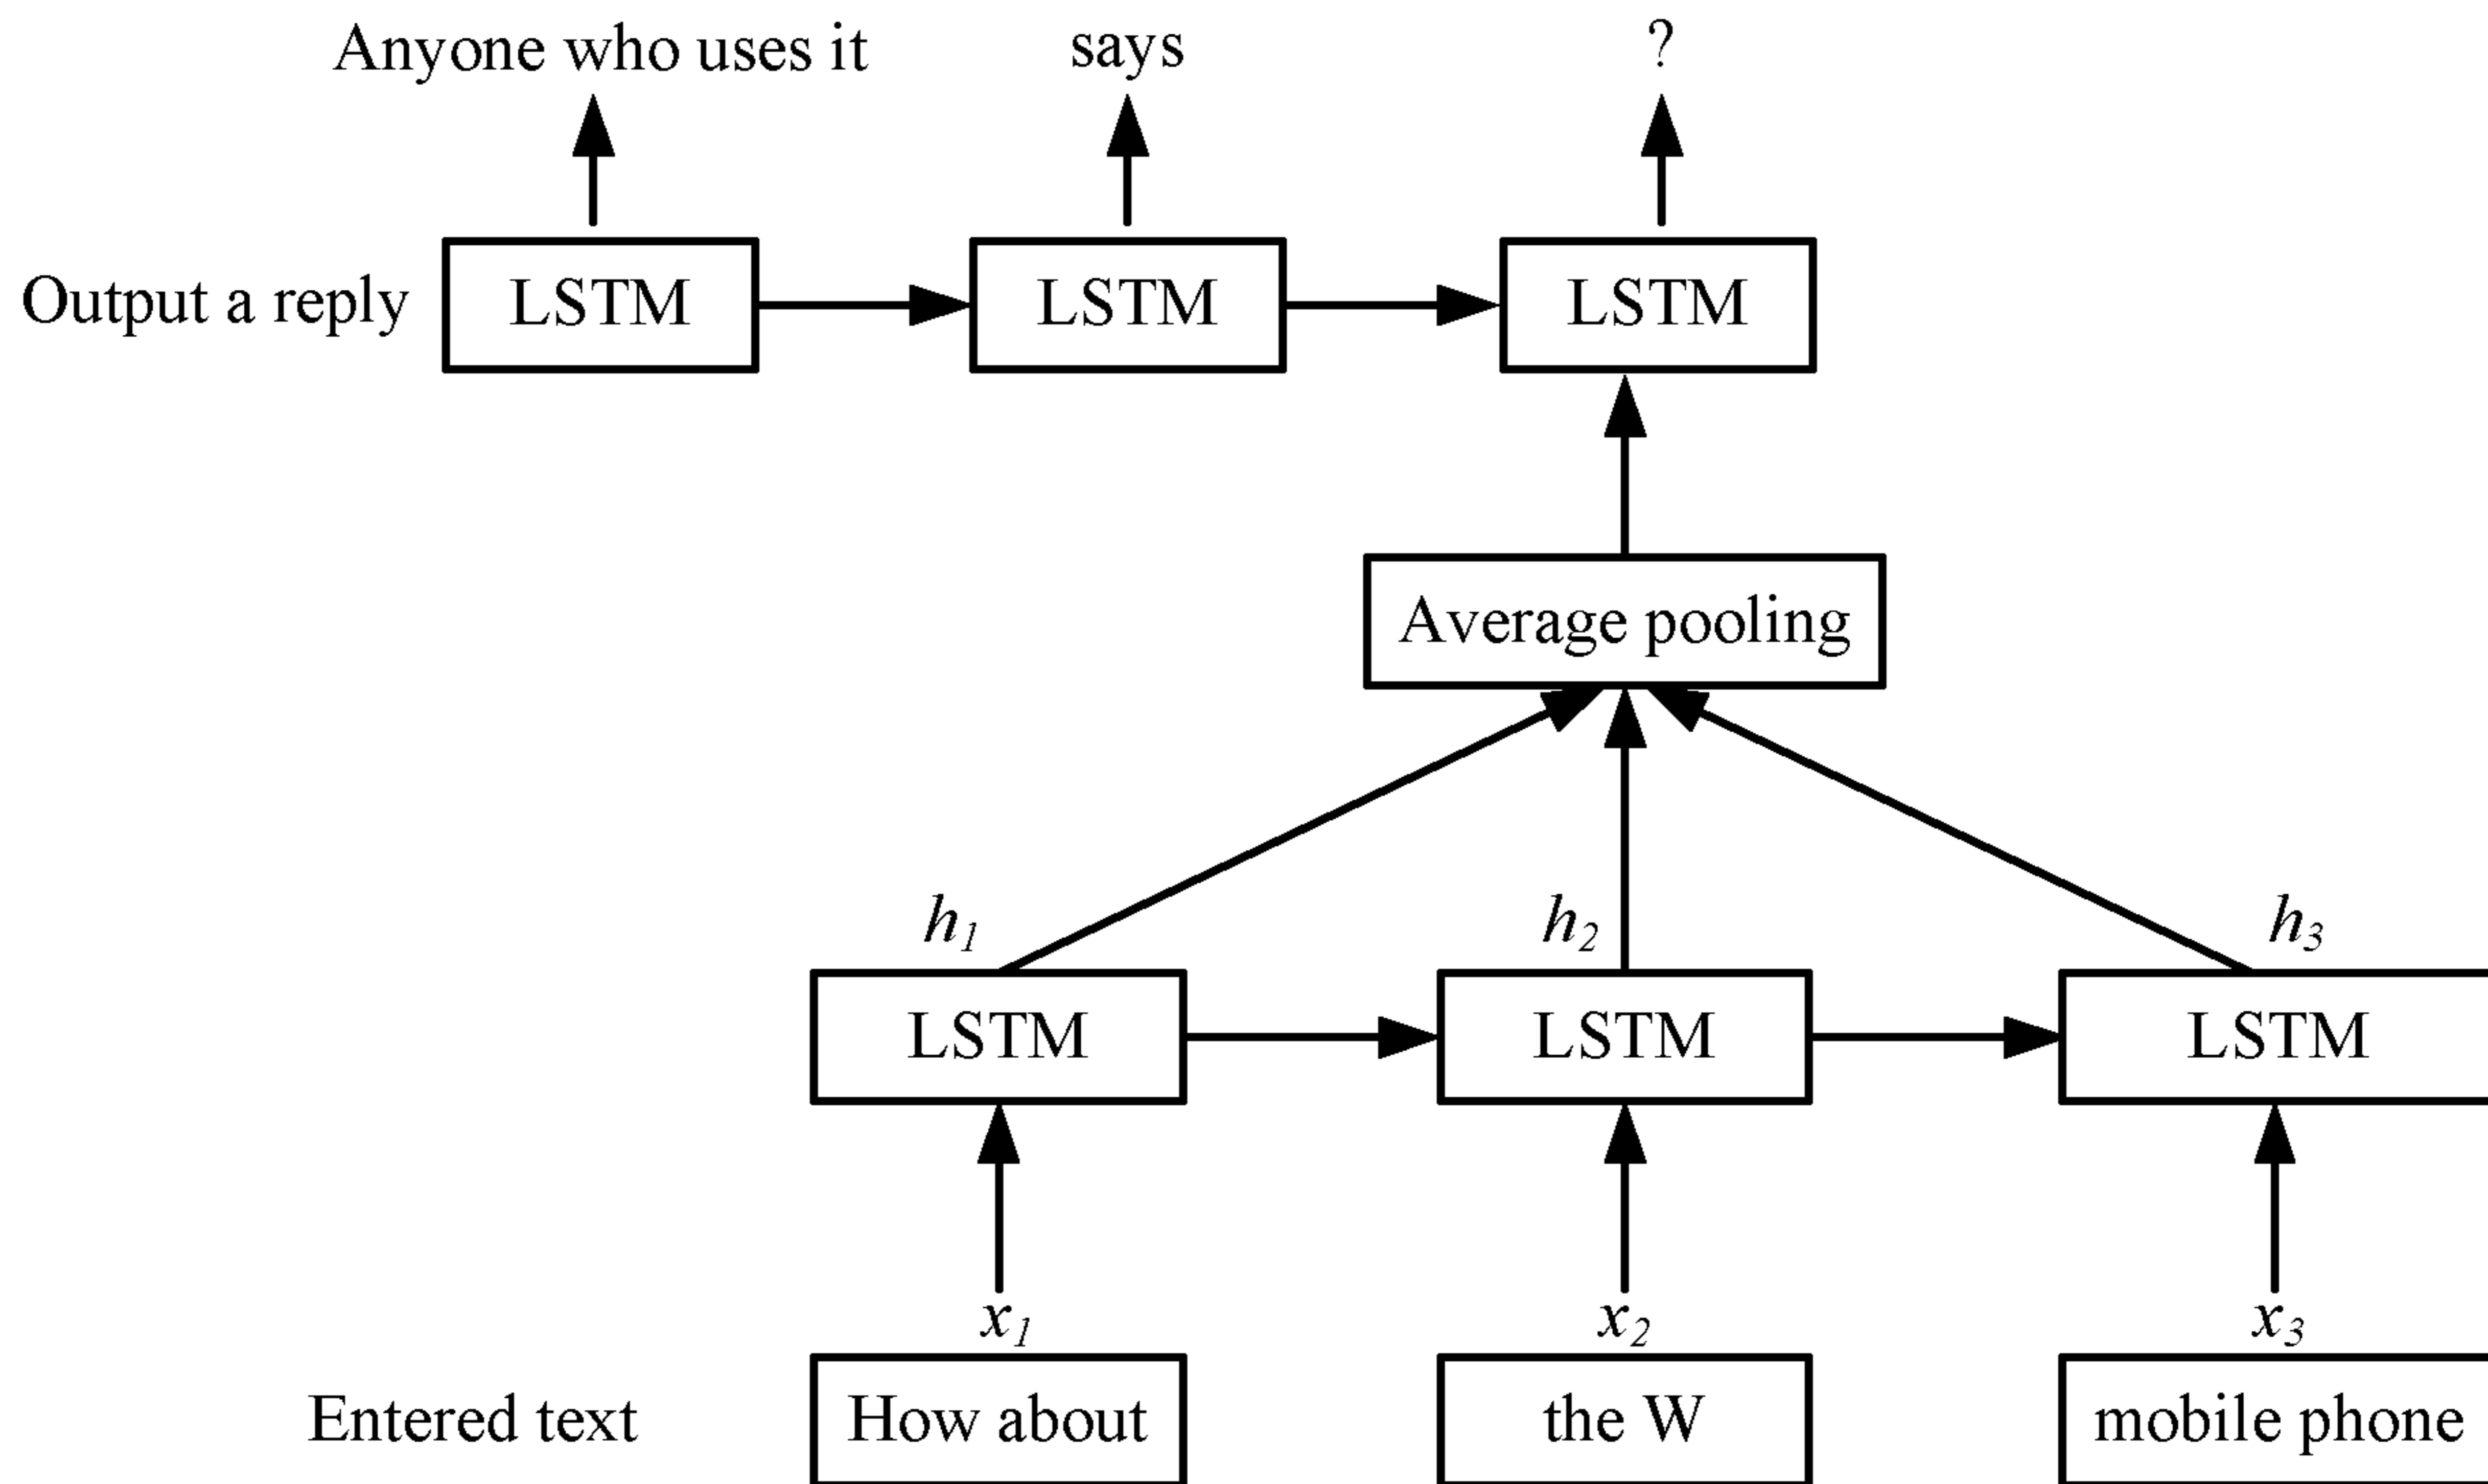 Anyone who uses it says ?
Output a reply LSTM LSTM LSTM
Average pooling
h1 h2 h3
LSTM LSTM LSTM
x1 x2 x3
Entered text How about the W mobile phone